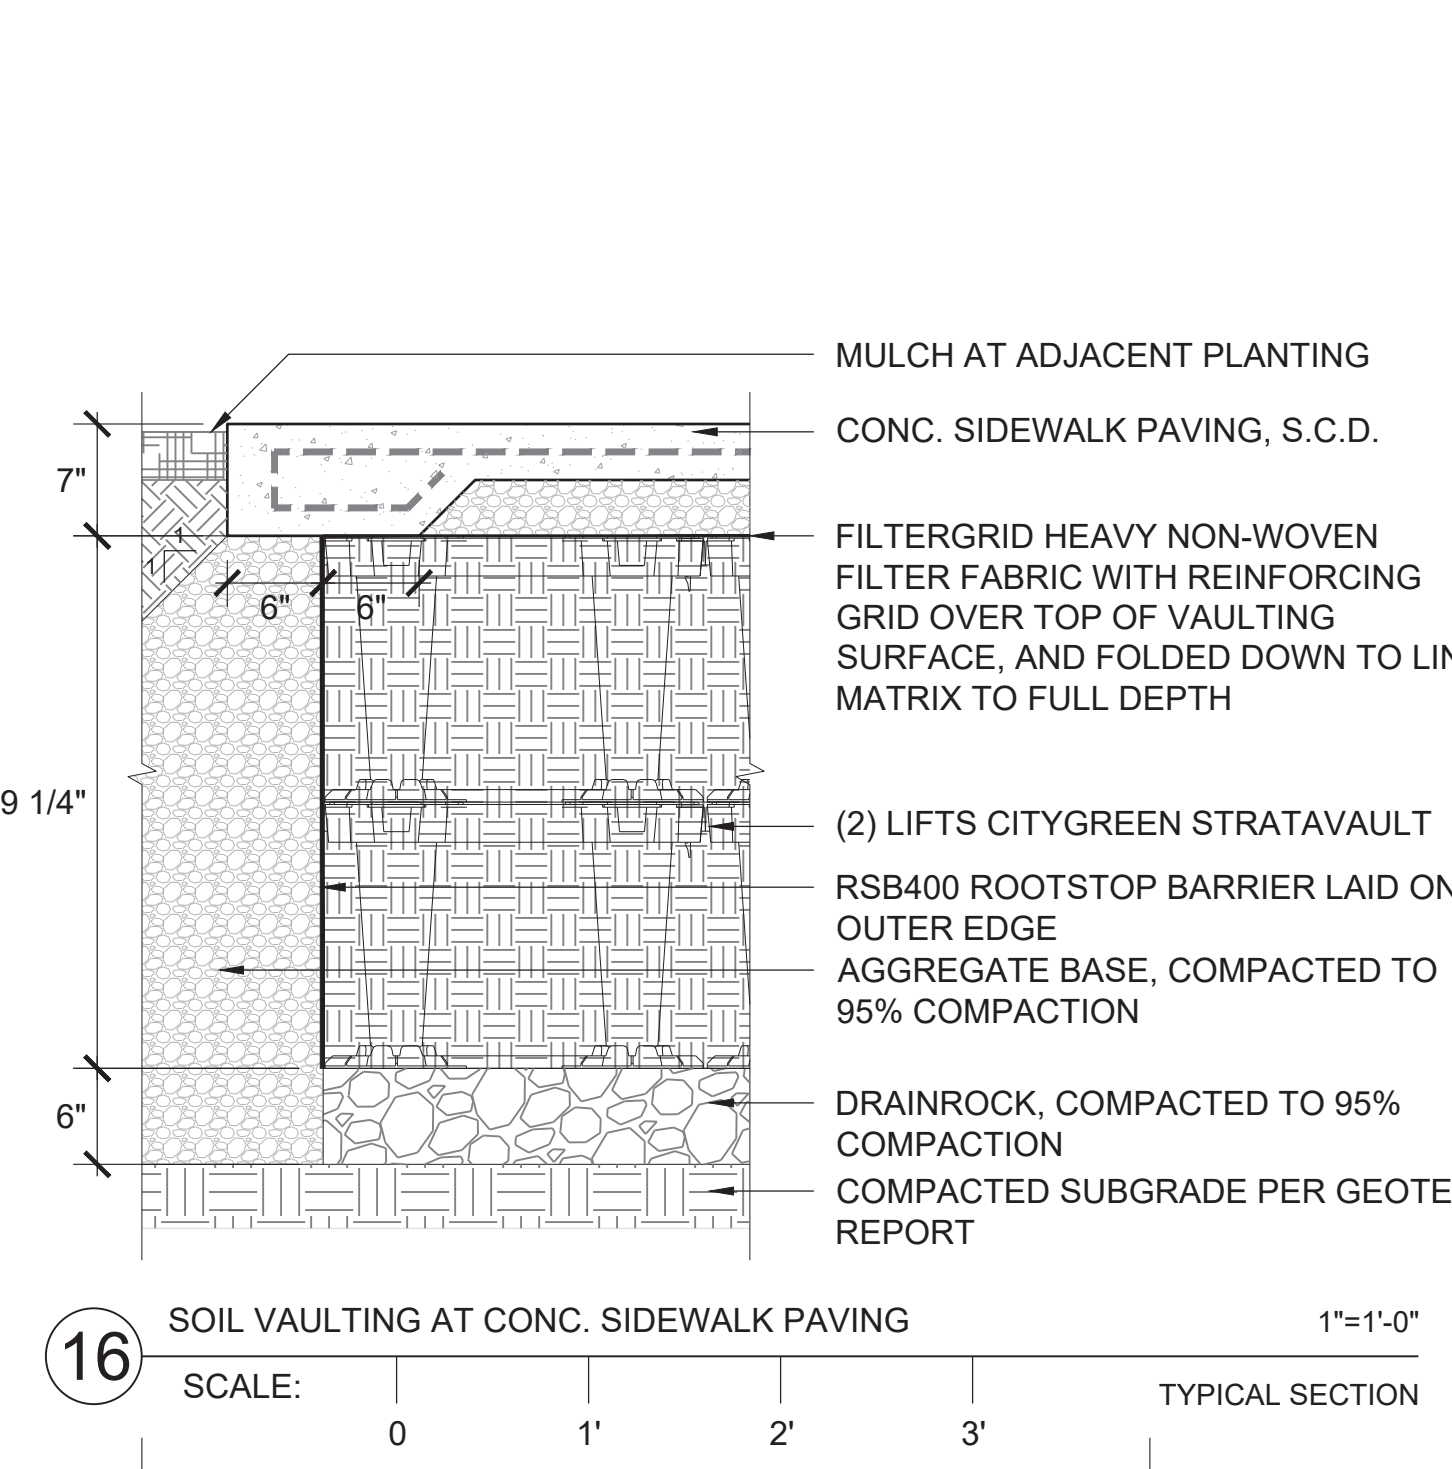 MULCH AT ADJACENT PLANTING
CONC. SIDEWALK PAVING, S.C.D.
7"
FILTERGRID HEAVY NON-WOVEN
FILTER FABRIC WITH REINFORCING
GRID OVER TOP OF VAULTING
SURFACE, AND FOLDED DOWN TO
MATRIX TO FULL DEPTH
1
1
6"
6"
9 1/4"
(2) LIFTS CITYGREEN STRATAVAULT
RSB400 ROOTSTOP BARRIER LAID ON
OUTER EDGE
AGGREGATE BASE, COMPACTED TO
95% COMPACTION
6"
DRAINROCK, COMPACTED TO 95%
COMPACTION
COMPACTED SUBGRADE PER
REPORT
16
SOIL VAULTING AT CONC. SIDEWALK PAVING
1"=1'-0"
SCALE:
TYPICAL SECTION
0 1' 2' 3'